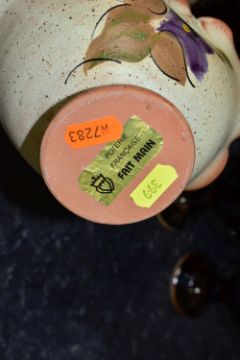 W7283
POTERIE
FRANÇAISE
FAIT MAIN
399